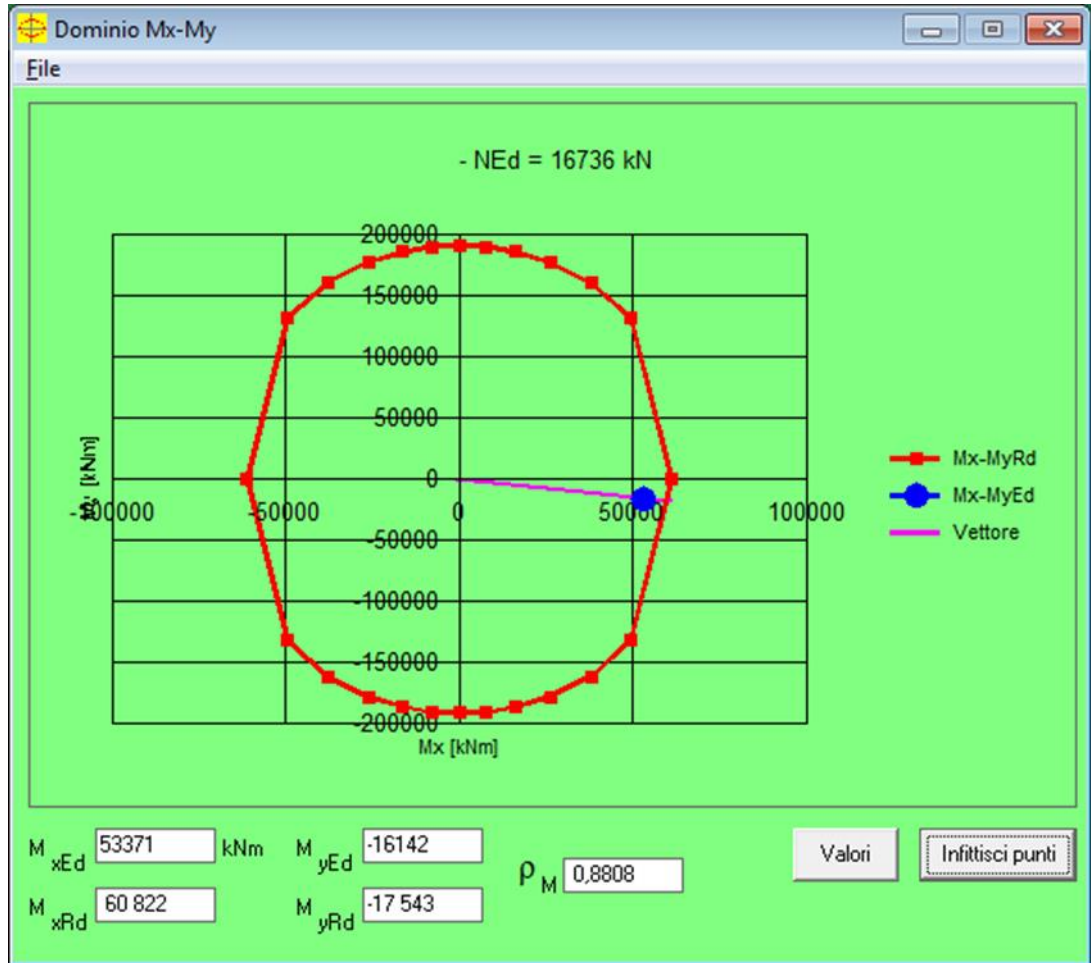 Dominio Mx-My
File
- NEd = 16736 kN
200000
150000
100000
50000
0
-50000
-100000
-150000
-200000
[kNm]
-100000 -50000 0 50000 100000
Mx [kNm]
Mx-MyRd
Mx-MyEd
Vettore
M xEd 53371 kNm M yEd -16142
M xRd 60 822 M yRd -17 543
ρ M 0,8808
Valori Infittisci punti